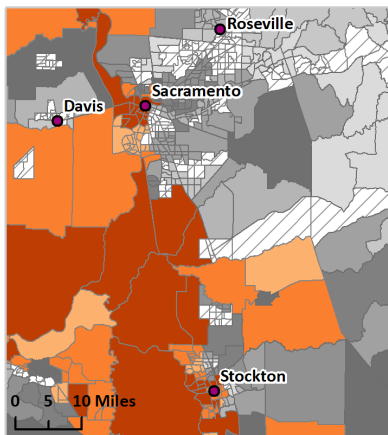 Roseville
Sacramento
Davis
Stockton
0 5 10 Miles